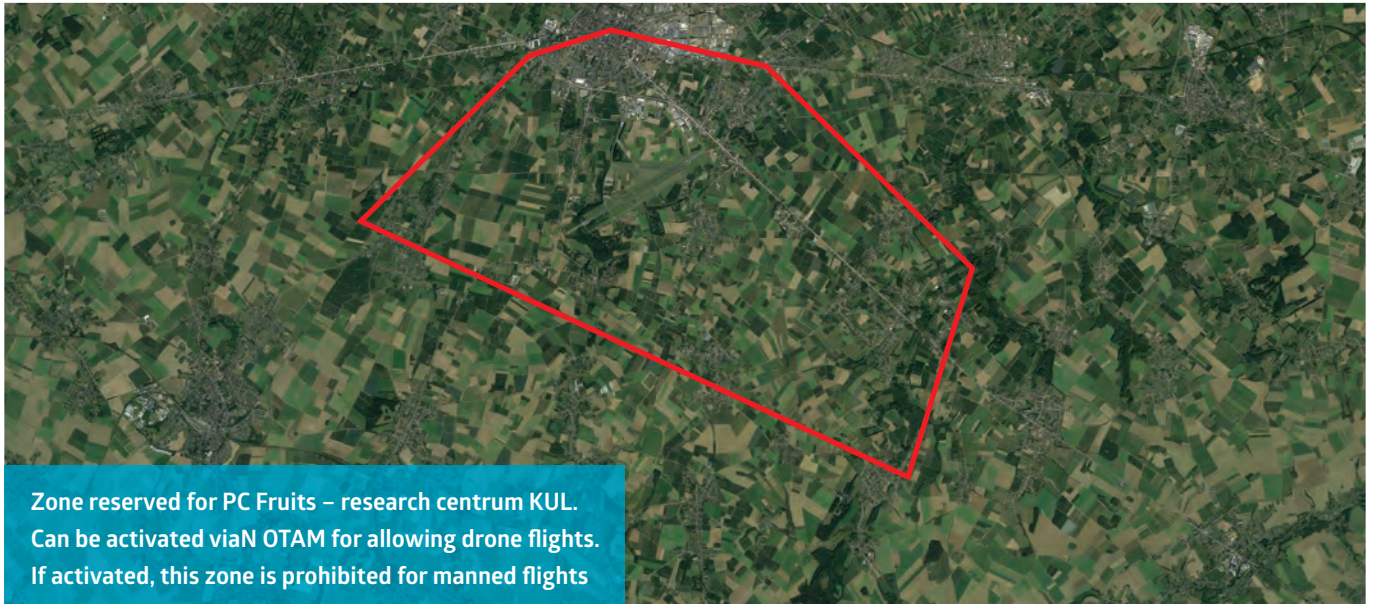 Zone reserved for PC Fruits – research centrum KUL.
Can be activated viaN OTAM for allowing drone flights.
If activated, this zone is prohibited for manned flights